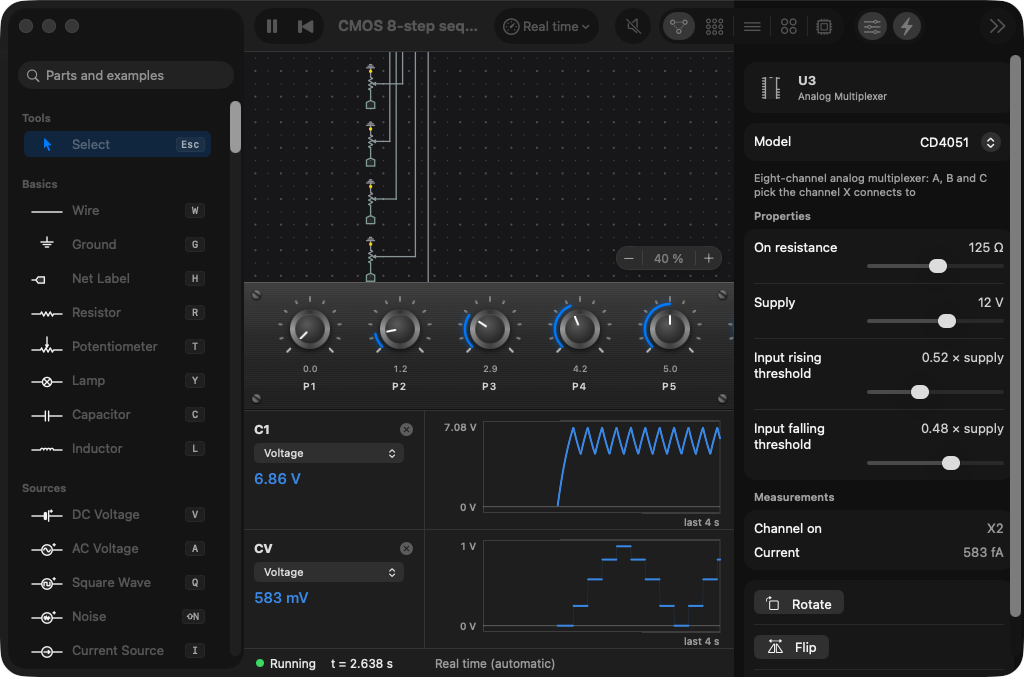 CMOS 8-step seq...
Real time
Parts and examples
Tools
Select Esc
Basics
Wire W
Ground G
Net Label H
Resistor R
Potentiometer T
Lamp Y
Capacitor C
Inductor L
Sources
DC Voltage V
AC Voltage A
Square Wave Q
Noise ⇧N
Current Source I
40 %
0.0 1.2 2.9 4.2 5.0
P1 P2 P3 P4 P5
C1
Voltage
6.86 V
7.08 V
0 V
last 4 s
CV
Voltage
583 mV
1 V
0 V
last 4 s
Running t = 2.638 s Real time (automatic)
U3
Analog Multiplexer
Model CD4051
Eight-channel analog multiplexer: A, B and C
pick the channel X connects to
Properties
On resistance 125 Ω
Supply 12 V
Input rising 0.52 × supply
threshold
Input falling 0.48 × supply
threshold
Measurements
Channel on X2
Current 583 fA
Rotate
Flip